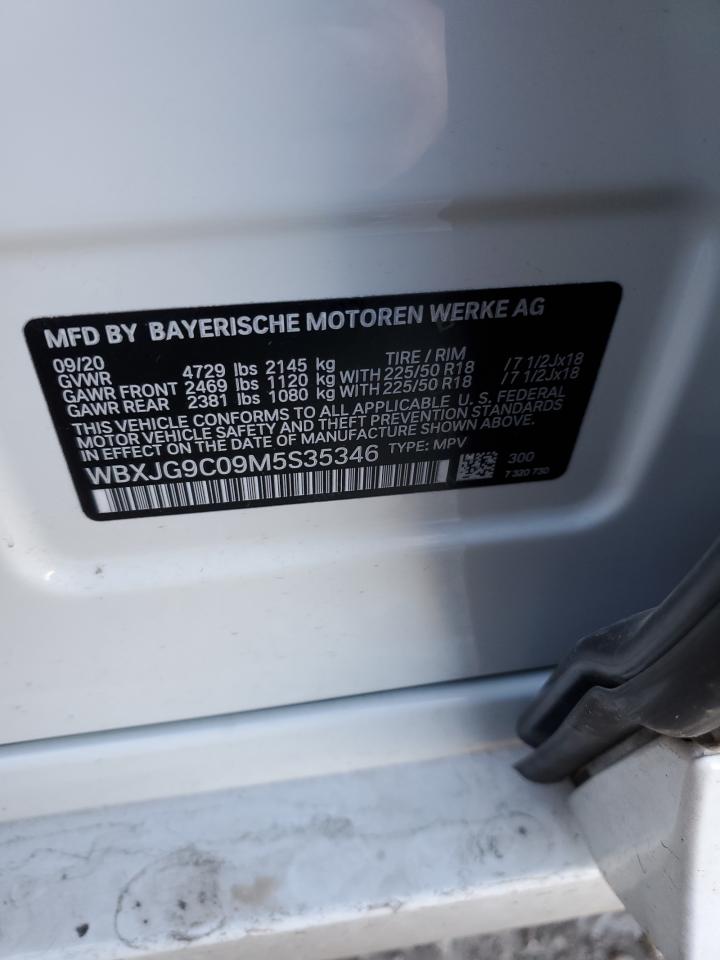 MFD BY BAYERISCHE MOTOREN WERKE AG
09/20 TIRE / RIM
GVWR 4729 lbs 2145 kg
GAWR FRONT 2469 lbs 1120 kg WITH 225/50 R18 / 7 1/2Jx18
GAWR REAR 2381 lbs 1080 kg WITH 225/50 R18 / 7 1/2Jx18
THIS VEHICLE CONFORMS TO ALL APPLICABLE U. S. FEDERAL
MOTOR VEHICLE SAFETY AND THEFT PREVENTION STANDARDS
IN EFFECT ON THE DATE OF MANUFACTURE SHOWN ABOVE.
WBXJG9C09M5S35346 TYPE: MPV
300
7 320 730